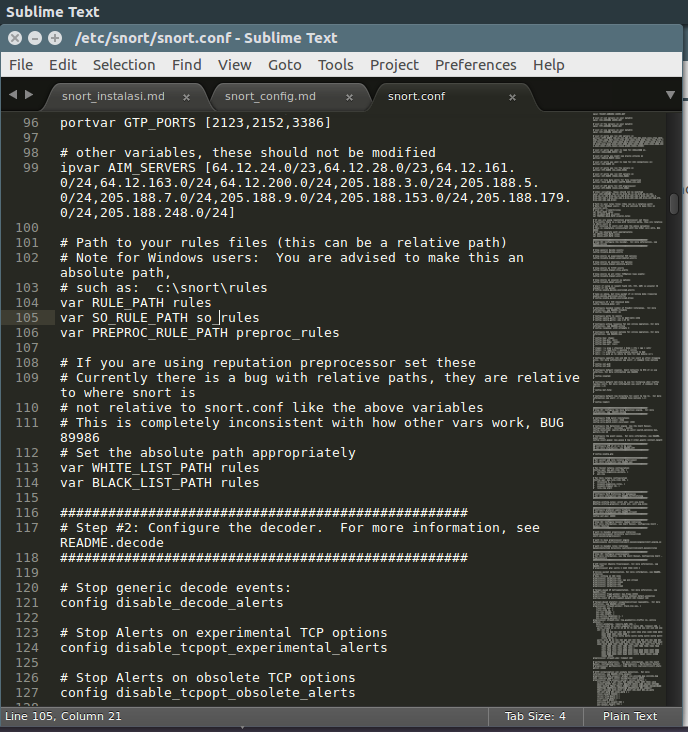 Sublime Text
/etc/snort/snort.conf - Sublime Text
File Edit Selection Find View Goto Tools Project Preferences Help
snort_instalasi.md × snort_config.md × snort.conf ×
96 portvar GTP_PORTS [2123,2152,3386]
97
98 # other variables, these should not be modified
99 ipvar AIM_SERVERS [64.12.24.0/23,64.12.28.0/23,64.12.161.
0/24,64.12.163.0/24,64.12.200.0/24,205.188.3.0/24,205.188.5.
0/24,205.188.7.0/24,205.188.9.0/24,205.188.153.0/24,205.188.179.
0/24,205.188.248.0/24]
100
101 # Path to your rules files (this can be a relative path)
102 # Note for Windows users:  You are advised to make this an
absolute path,
103 # such as:  c:\snort\rules
104 var RULE_PATH rules
105 var SO_RULE_PATH so_rules
106 var PREPROC_RULE_PATH preproc_rules
107
108 # If you are using reputation preprocessor set these
109 # Currently there is a bug with relative paths, they are relative
to where snort is
110 # not relative to snort.conf like the above variables
111 # This is completely inconsistent with how other vars work, BUG
89986
112 # Set the absolute path appropriately
113 var WHITE_LIST_PATH rules
114 var BLACK_LIST_PATH rules
115
116 ###################################################
117 # Step #2: Configure the decoder.  For more information, see
README.decode
118 ###################################################
119
120 # Stop generic decode events:
121 config disable_decode_alerts
122
123 # Stop Alerts on experimental TCP options
124 config disable_tcpopt_experimental_alerts
125
126 # Stop Alerts on obsolete TCP options
127 config disable_tcpopt_obsolete_alerts
Line 105, Column 21 Tab Size: 4 Plain Text